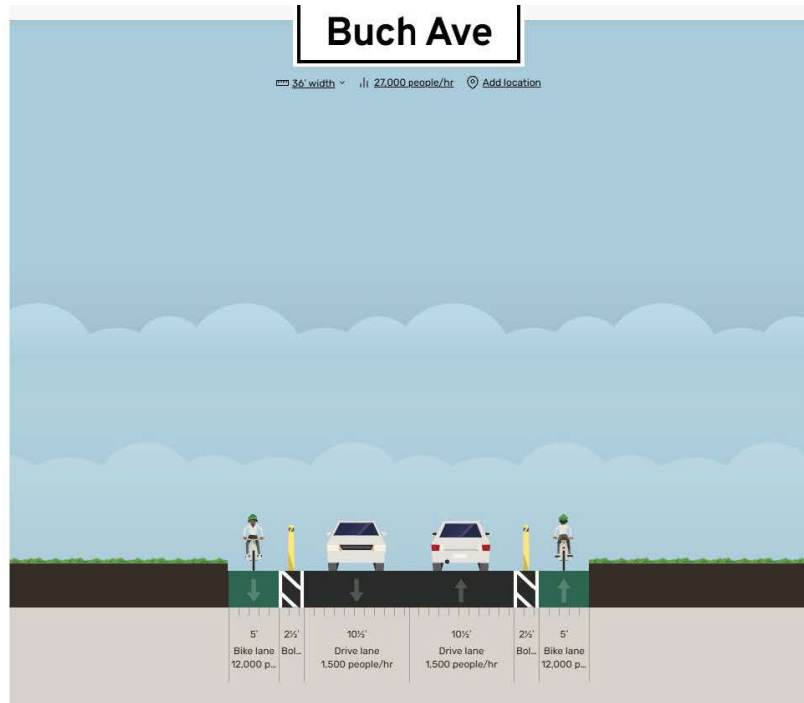 Buch Ave
36' width 27,000 people/hr Add location
5' 2½' 10½' 10½' 2½' 5'
Bike lane Bol... Drive lane Drive lane Bol... Bike lane
12,000 p... 1,500 people/hr 1,500 people/hr 12,000 p...